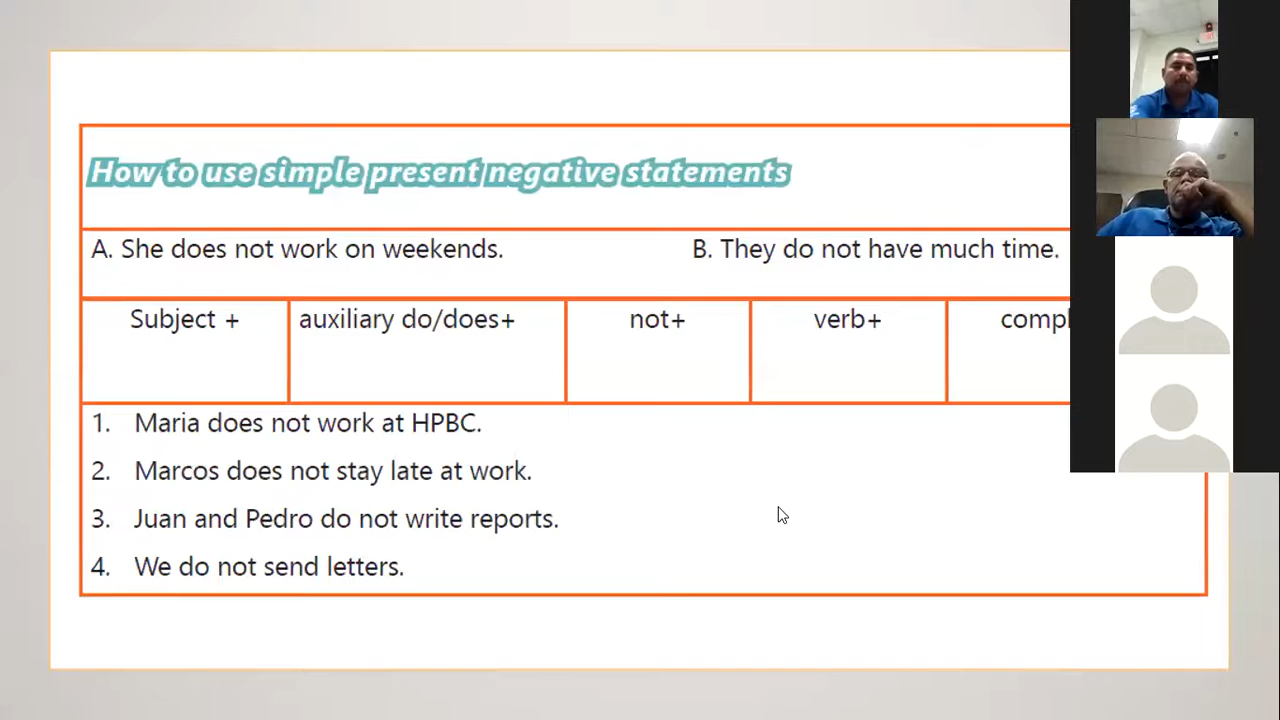 How to use simple present negative statements
A. She does not work on weekends. B. They do not have much time.
Subject + auxiliary do/does+ not+ verb+
1. Maria does not work at HPBC.
2. Marcos does not stay late at work.
3. Juan and Pedro do not write reports.
4. We do not send letters.